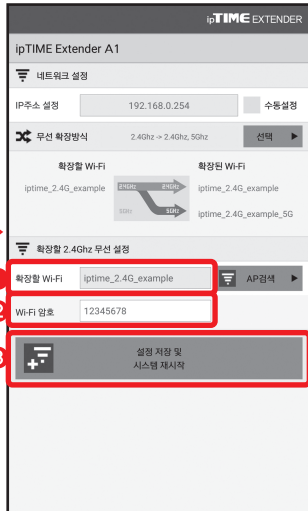 ipTIME EXTENDER
ipTIME Extender A1
네트워크 설정
IP주소 설정 192.168.0.254 수동설정
무선 확장방식 2.4Ghz -> 2.4Ghz, 5Ghz 선택
확장할 Wi-Fi 확장된 Wi-Fi
iptime_2.4G_example 2.4GHz 2.4GHz iptime_2.4G_example
5GHz 5GHz iptime_2.4G_example_5G
확장할 2.4Ghz 무선 설정
확장할 Wi-Fi iptime_2.4G_example AP검색
2 Wi-Fi 암호 12345678
3 설정 저장 및
시스템 재시작